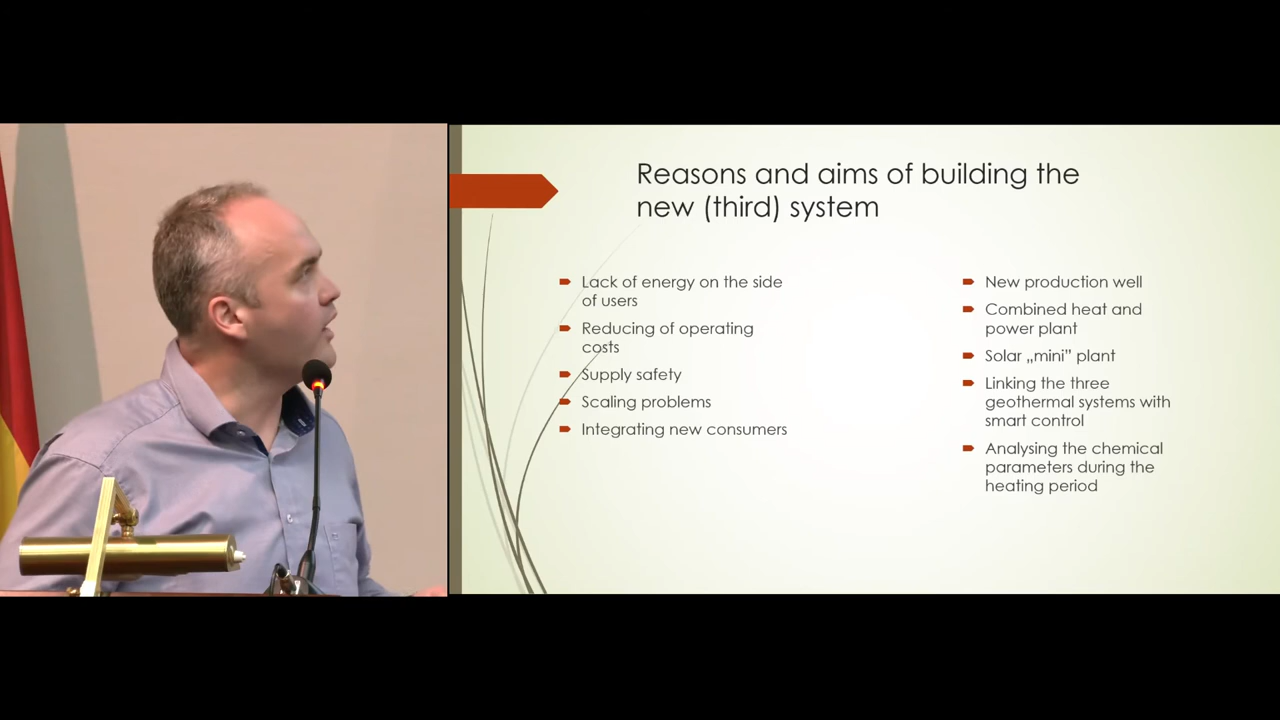 Reasons and aims of building the
new (third) system
Lack of energy on the side
of users
Reducing of operating
costs
Supply safety
Scaling problems
Integrating new consumers
New production well
Combined heat and
power plant
Solar „mini” plant
Linking the three
geothermal systems with
smart control
Analysing the chemical
parameters during the
heating period